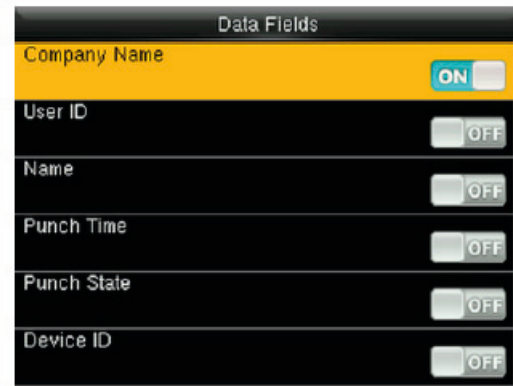 Data Fields
Company Name
ON
User ID
OFF
Name
OFF
Punch Time
OFF
Punch State
OFF
Device ID
OFF